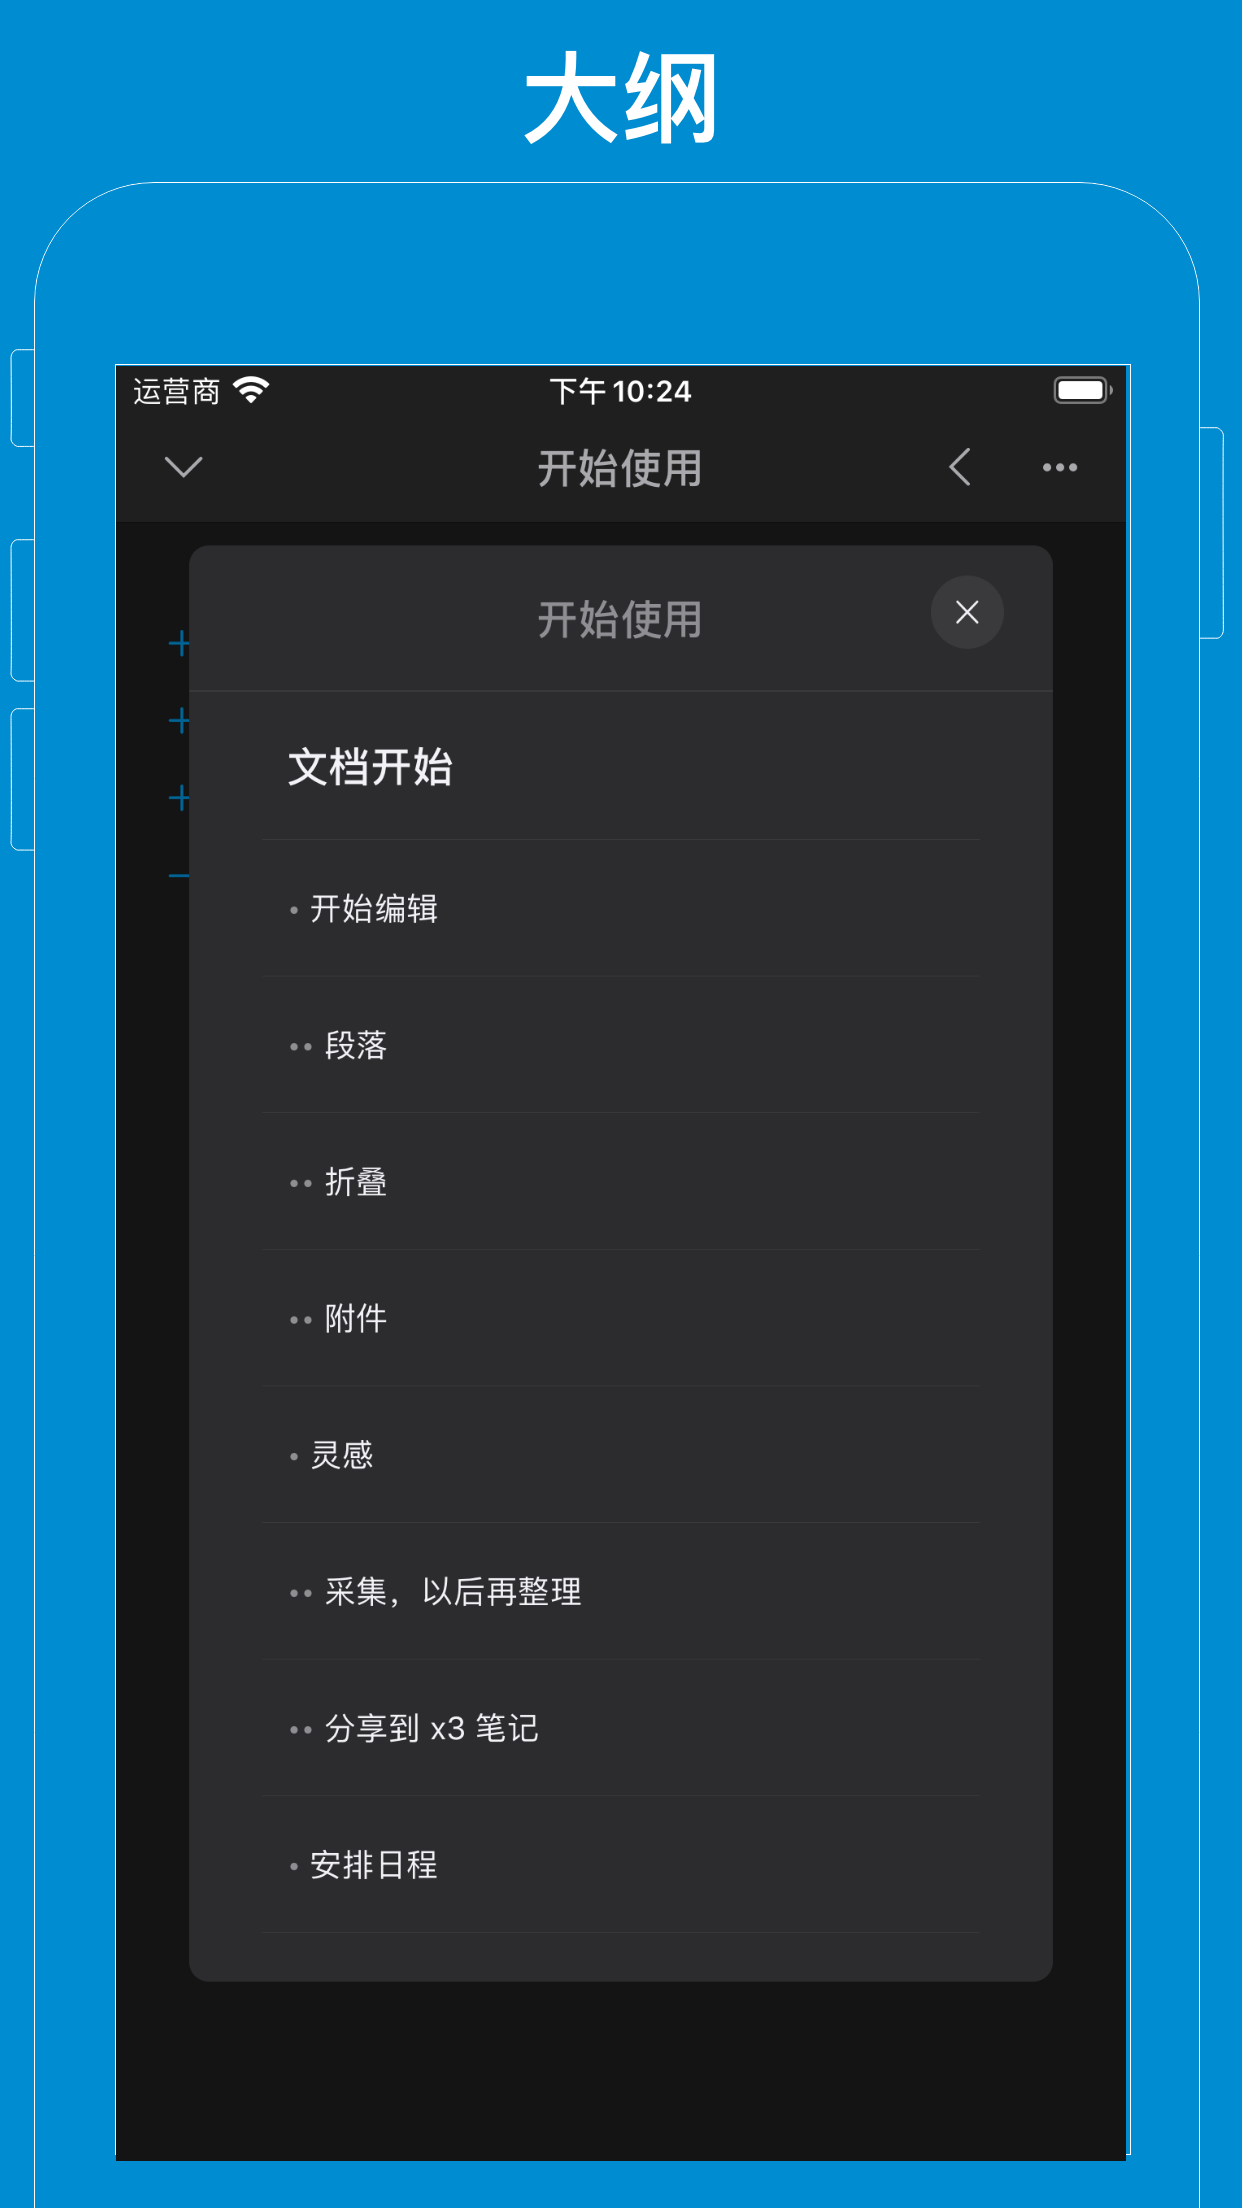 大纲
运营商 下午 10:24
开始使用
开始使用
文档开始
• 开始编辑
•• 段落
•• 折叠
•• 附件
• 灵感
•• 采集，以后再整理
•• 分享到 x3 笔记
• 安排日程